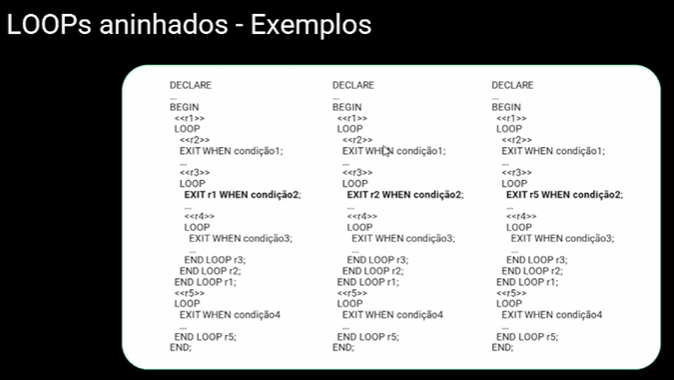 LOOPs aninhados - Exemplos
DECLARE
...
BEGIN
<<r1>>
LOOP
<<r2>>
EXIT WHEN condição1;
...
<<r3>>
LOOP
EXIT r1 WHEN condição2;
...
<<r4>>
LOOP
EXIT WHEN condição3;
...
END LOOP r3;
END LOOP r2;
END LOOP r1;
<<r5>>
LOOP
EXIT WHEN condição4
...
END LOOP r5;
END;
DECLARE
...
BEGIN
<<r1>>
LOOP
<<r2>>
EXIT WHEN condição1;
...
<<r3>>
LOOP
EXIT r2 WHEN condição2;
...
<<r4>>
LOOP
EXIT WHEN condição3;
...
END LOOP r3;
END LOOP r2;
END LOOP r1;
<<r5>>
LOOP
EXIT WHEN condição4
...
END LOOP r5;
END;
DECLARE
...
BEGIN
<<r1>>
LOOP
<<r2>>
EXIT WHEN condição1;
...
<<r3>>
LOOP
EXIT r5 WHEN condição2;
...
<<r4>>
LOOP
EXIT WHEN condição3;
...
END LOOP r3;
END LOOP r2;
END LOOP r1;
<<r5>>
LOOP
EXIT WHEN condição4
...
END LOOP r5;
END;